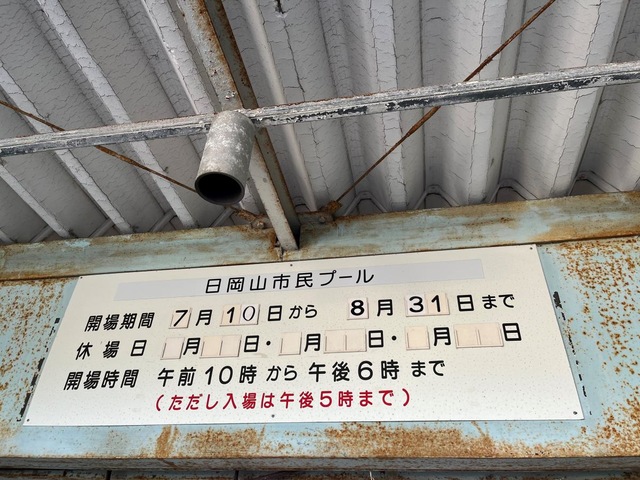 日岡山市民プール
開場期間 7月10日から 8月31日まで
休場日 月 日・ 月 日・ 月 日
開場時間 午前10時から午後6時まで
(ただし入場は午後5時まで)